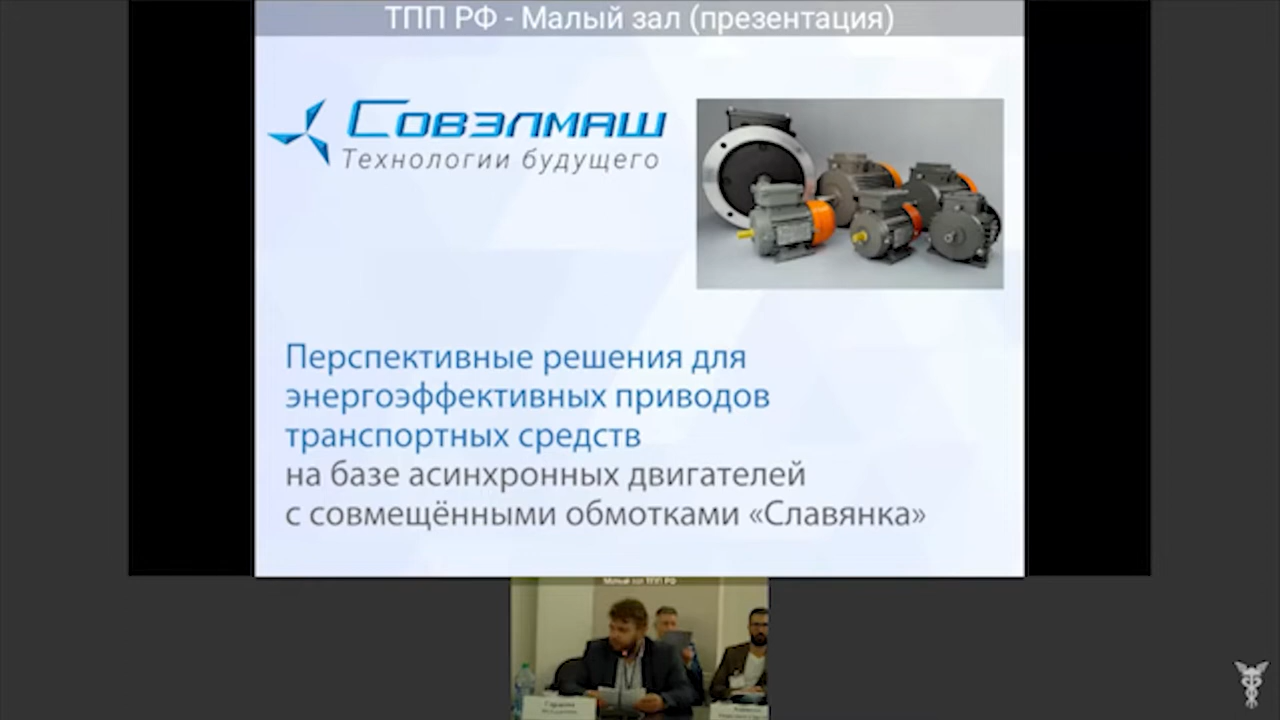 ТПП РФ - Малый зал (презентация)
СОВЭЛМАШ
Технологии будущего
Перспективные решения для
энергоэффективных приводов
транспортных средств
на базе асинхронных двигателей
с совмещёнными обмотками «Славянка»
Малый зал ТПП РФ